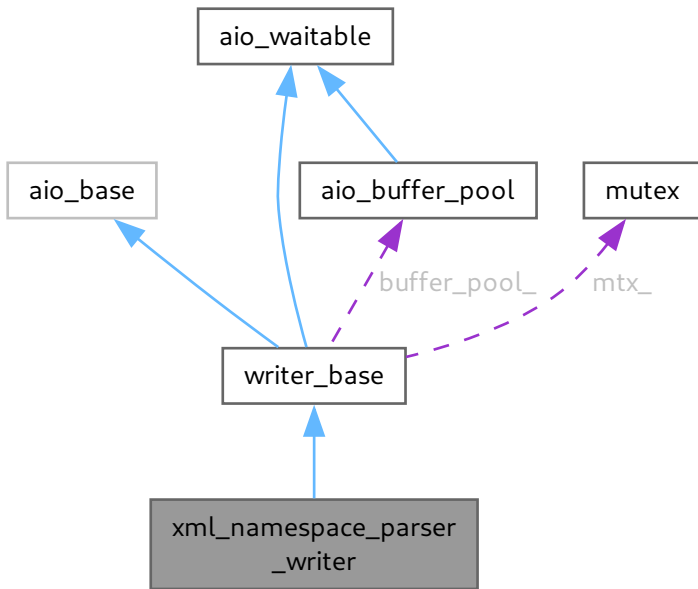 aio_waitable
aio_base
aio_buffer_pool
mutex
buffer_pool_
mtx_
writer_base
xml_namespace_parser
_writer